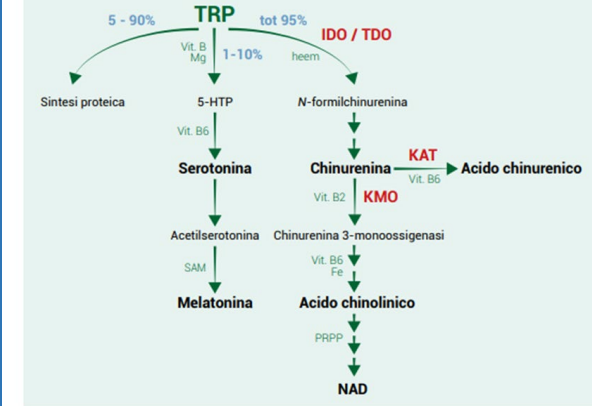 TRP
5 - 90%
tot 95%
IDO / TDO
Vit. B
Mg
1-10%
heem
Sintesi proteica
5-HTP
N-formilchinurenina
Vit. B6
KAT
Serotonina
Chinurenina
Acido chinurenico
Vit. B6
Vit. B2
KMO
Acetilserotonina
Chinurenina 3-monoossigenasi
SAM
Vit. B6
Fe
Melatonina
Acido chinolinico
PRPP
NAD